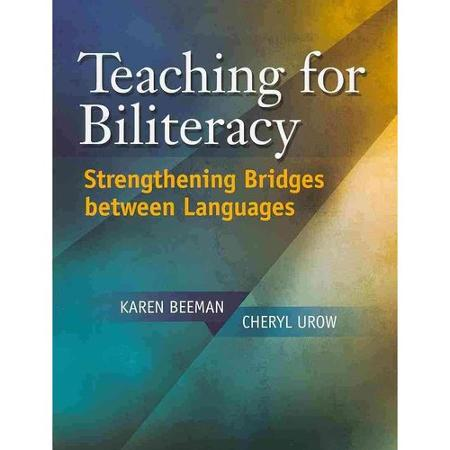 Teaching for
Biliteracy
Strengthening Bridges
between Languages
KAREN BEEMAN
CHERYL UROW